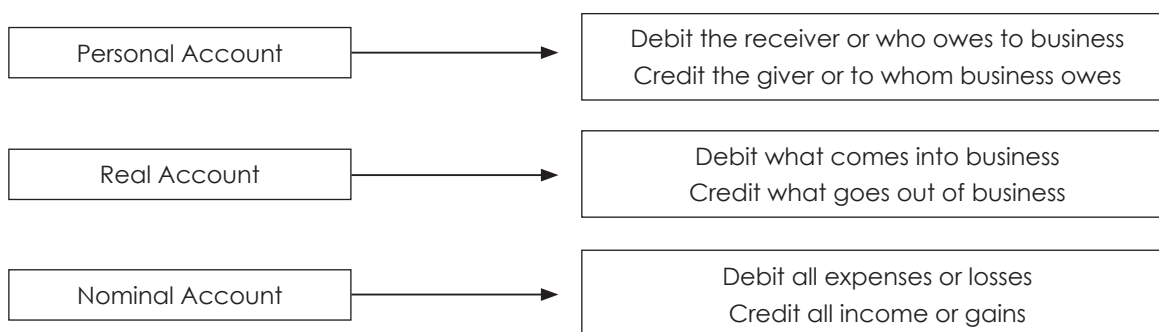 Personal Account
Debit the receiver or who owes to business
Credit the giver or to whom business owes
Real Account
Debit what comes into business
Credit what goes out of business
Nominal Account
Debit all expenses or losses
Credit all income or gains